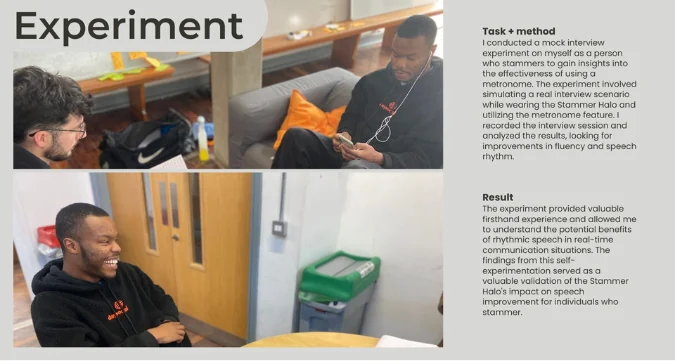 Experiment
Task + method
I conducted a mock interview
experiment on myself as a person
who stammers to gain insights into
the effectiveness of using a
metronome. The experiment involved
simulating a real interview scenario
while wearing the Stammer Halo and
utilizing the metronome feature. I
recorded the interview session and
analyzed the results, looking for
improvements in fluency and speech
rhythm.
Result
The experiment provided valuable
firsthand experience and allowed me
to understand the potential benefits
of rhythmic speech in real-time
communication situations. The
findings from this self-
experimentation served as a
valuable validation of the Stammer
Halo's impact on speech
improvement for individuals who
stammer.